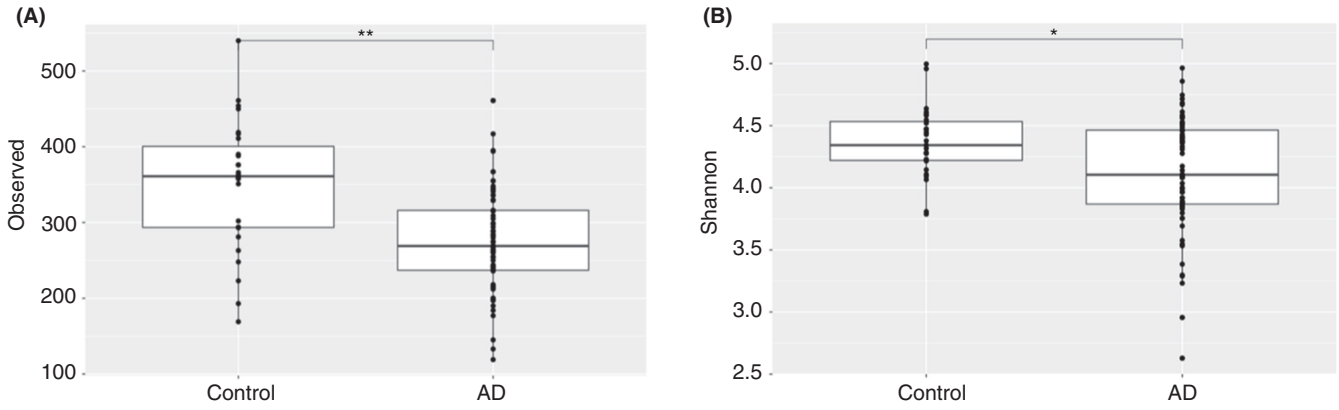 (A)
**
500
400
300
200
100
Observed
Control AD
(B)
*
5.0
4.5
4.0
3.5
3.0
2.5
Shannon
Control AD